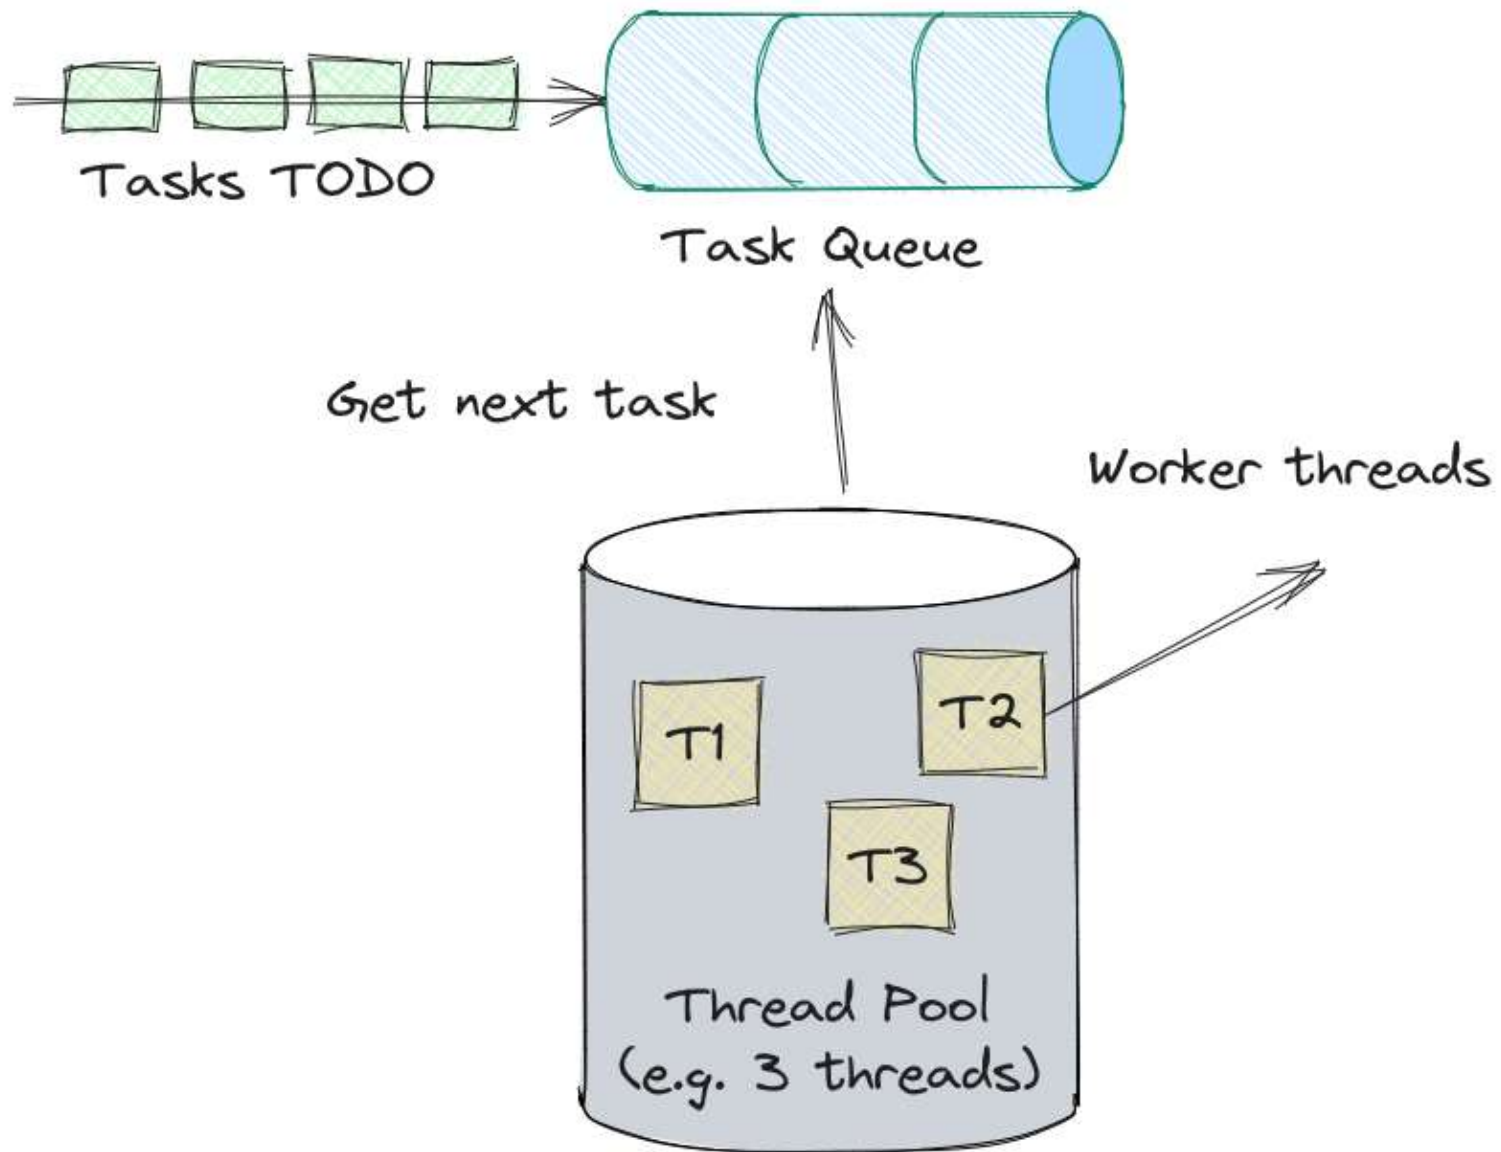 Tasks TODO
Task Queue
Get next task
Worker threads
T1
T2
T3
Thread Pool
(e.g. 3 threads)